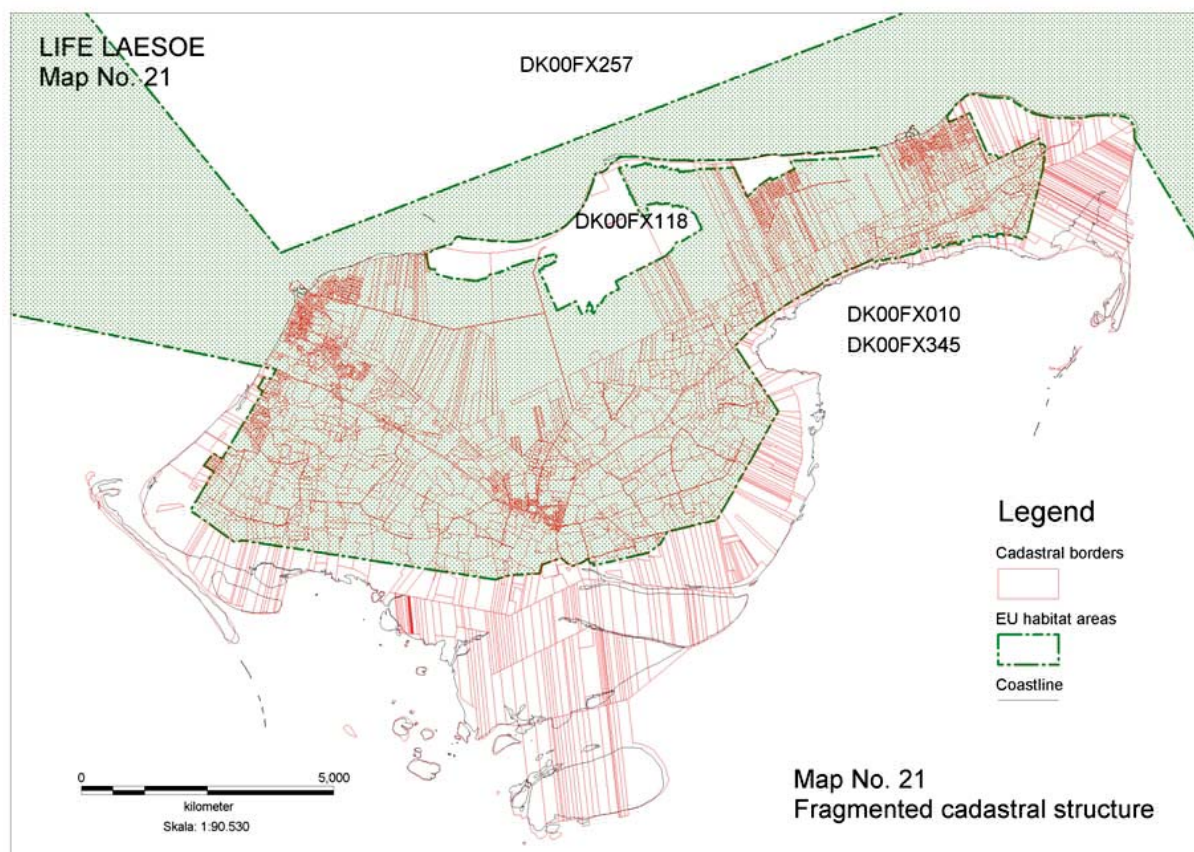 LIFE LAESOE
Map No. 21
DK00FX257
DK00FX118
DK00FX010
DK00FX345
Legend
Cadastral borders
EU habitat areas
Coastline
0 5,000
kilometer
Skala: 1:90.530
Map No. 21
Fragmented cadastral structure